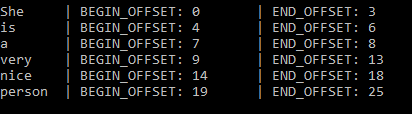 She     | BEGIN_OFFSET: 0       | END_OFFSET: 3
is      | BEGIN_OFFSET: 4       | END_OFFSET: 6
a       | BEGIN_OFFSET: 7       | END_OFFSET: 8
very    | BEGIN_OFFSET: 9       | END_OFFSET: 13
nice    | BEGIN_OFFSET: 14      | END_OFFSET: 18
person  | BEGIN_OFFSET: 19      | END_OFFSET: 25